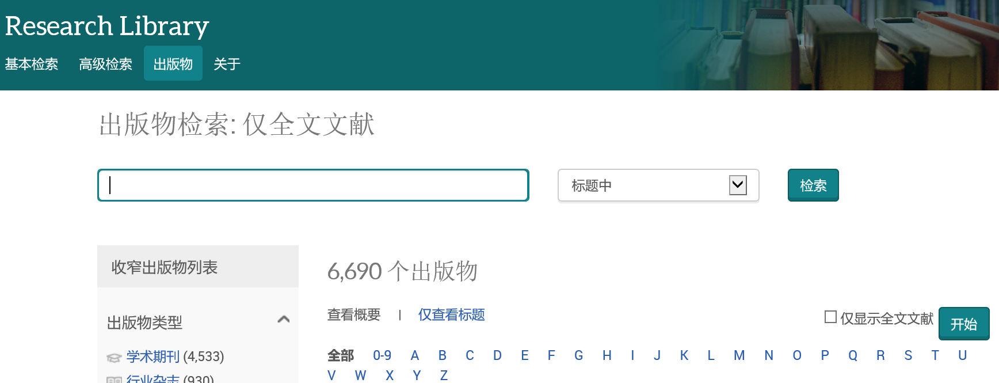 Research Library
基本检索 高级检索 出版物 关于
出版物检索: 仅全文文献
标题中 检索
收窄出版物列表
6,690 个出版物
查看概要 | 仅查看标题
仅显示全文文献 开始
出版物类型
学术期刊 (4,533)
行业杂志 (930)
全部 0-9 A B C D E F G H I J K L M N O P Q R S T U
V W X Y Z